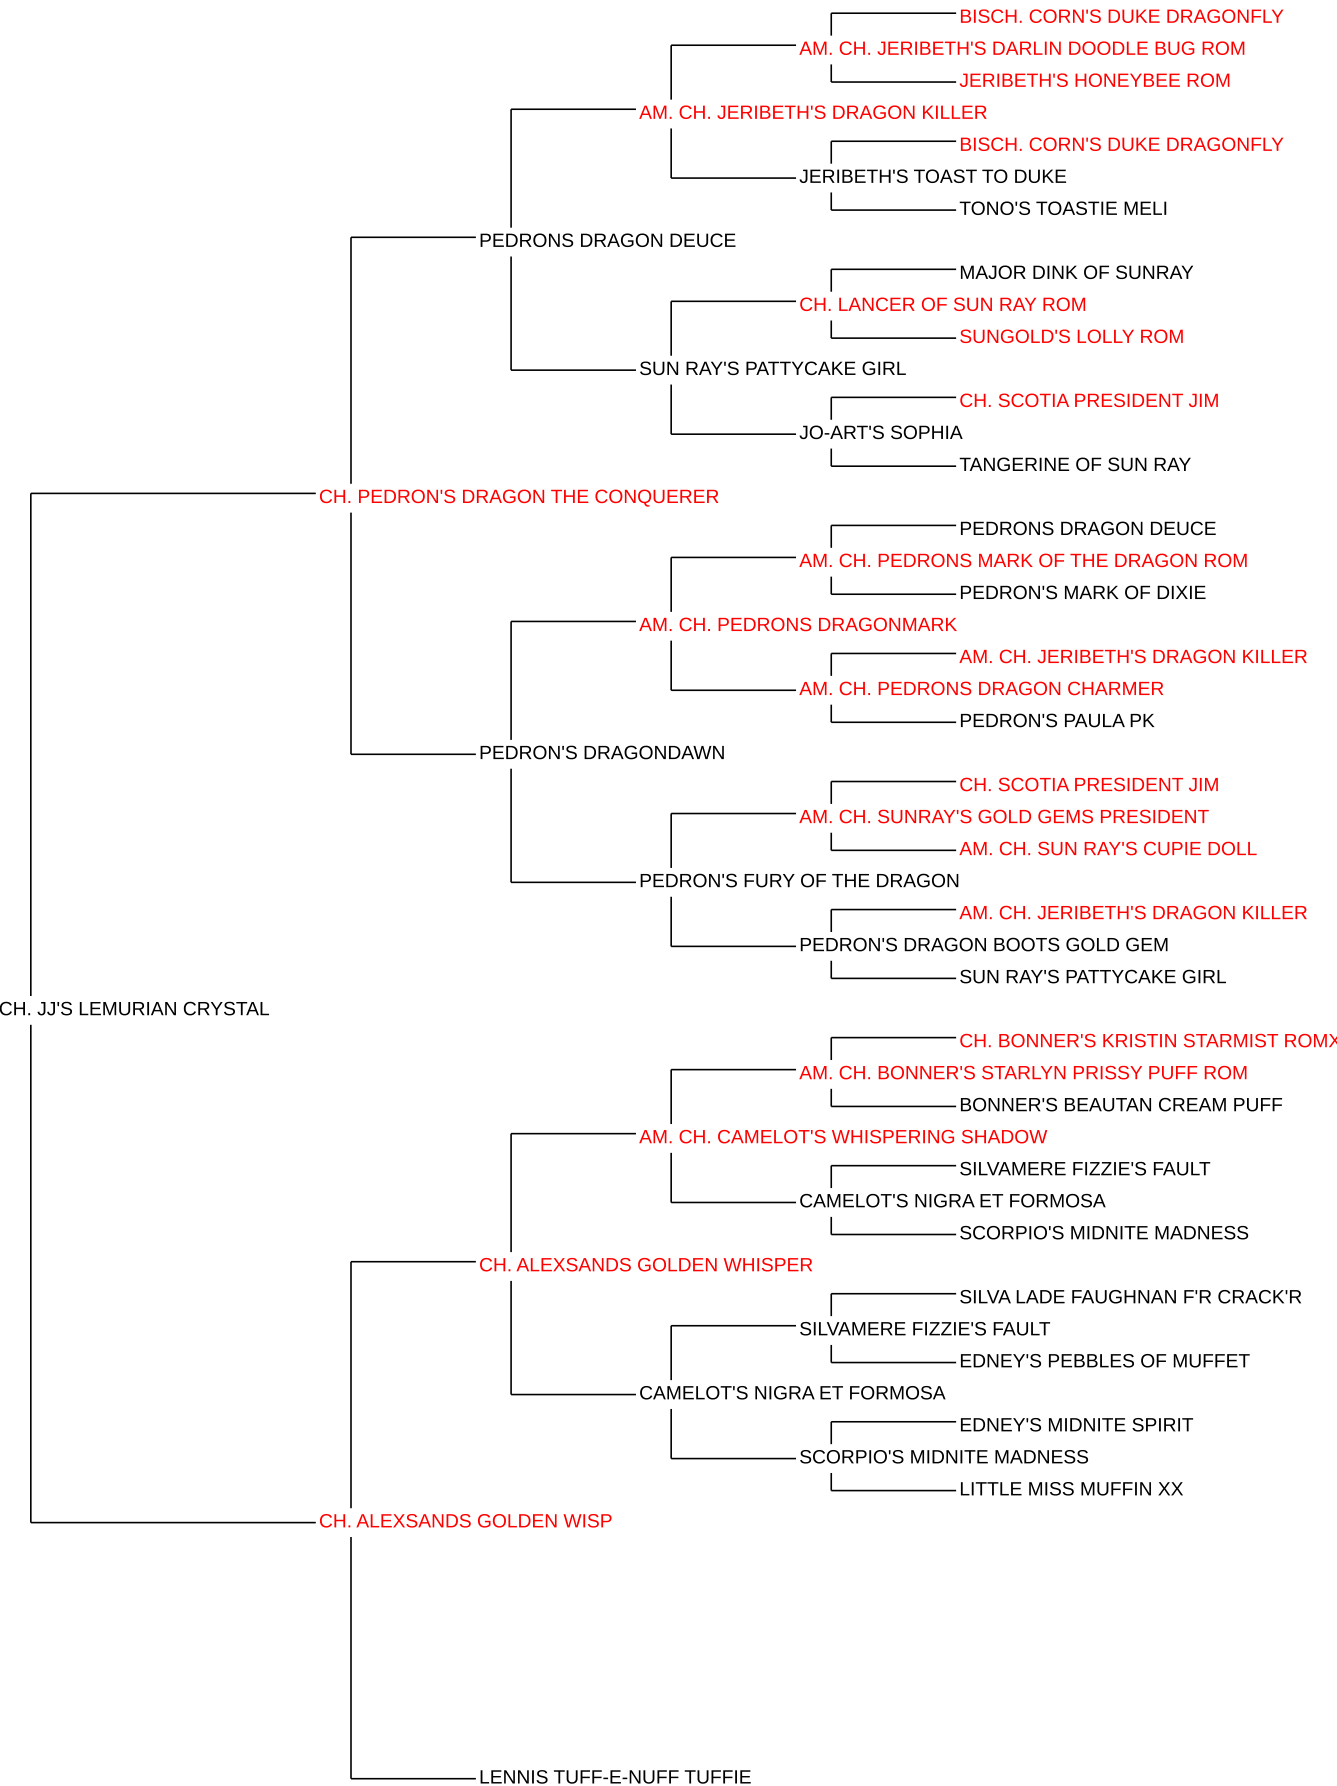 BISCH. CORN'S DUKE DRAGONFLY
AM. CH. JERIBETH'S DARLIN DOODLE BUG ROM
JERIBETH'S HONEYBEE ROM
AM. CH. JERIBETH'S DRAGON KILLER
BISCH. CORN'S DUKE DRAGONFLY
JERIBETH'S TOAST TO DUKE
TONO'S TOASTIE MELI
PEDRONS DRAGON DEUCE
MAJOR DINK OF SUNRAY
CH. LANCER OF SUN RAY ROM
SUNGOLD'S LOLLY ROM
SUN RAY'S PATTYCAKE GIRL
CH. SCOTIA PRESIDENT JIM
JO-ART'S SOPHIA
TANGERINE OF SUN RAY
CH. PEDRON'S DRAGON THE CONQUERER
PEDRONS DRAGON DEUCE
AM. CH. PEDRONS MARK OF THE DRAGON ROM
PEDRON'S MARK OF DIXIE
AM. CH. PEDRONS DRAGONMARK
AM. CH. JERIBETH'S DRAGON KILLER
AM. CH. PEDRONS DRAGON CHARMER
PEDRON'S PAULA PK
PEDRON'S DRAGONDAWN
CH. SCOTIA PRESIDENT JIM
AM. CH. SUNRAY'S GOLD GEMS PRESIDENT
AM. CH. SUN RAY'S CUPIE DOLL
PEDRON'S FURY OF THE DRAGON
AM. CH. JERIBETH'S DRAGON KILLER
PEDRON'S DRAGON BOOTS GOLD GEM
SUN RAY'S PATTYCAKE GIRL
CH. JJ'S LEMURIAN CRYSTAL
CH. BONNER'S KRISTIN STARMIST ROMX
AM. CH. BONNER'S STARLYN PRISSY PUFF ROM
BONNER'S BEAUTAN CREAM PUFF
AM. CH. CAMELOT'S WHISPERING SHADOW
SILVAMERE FIZZIE'S FAULT
CAMELOT'S NIGRA ET FORMOSA
SCORPIO'S MIDNITE MADNESS
CH. ALEXSANDS GOLDEN WHISPER
SILVA LADE FAUGHNAN F'R CRACK'R
SILVAMERE FIZZIE'S FAULT
EDNEY'S PEBBLES OF MUFFET
CAMELOT'S NIGRA ET FORMOSA
EDNEY'S MIDNITE SPIRIT
SCORPIO'S MIDNITE MADNESS
LITTLE MISS MUFFIN XX
CH. ALEXSANDS GOLDEN WISP
LENNIS TUFF-E-NUFF TUFFIE